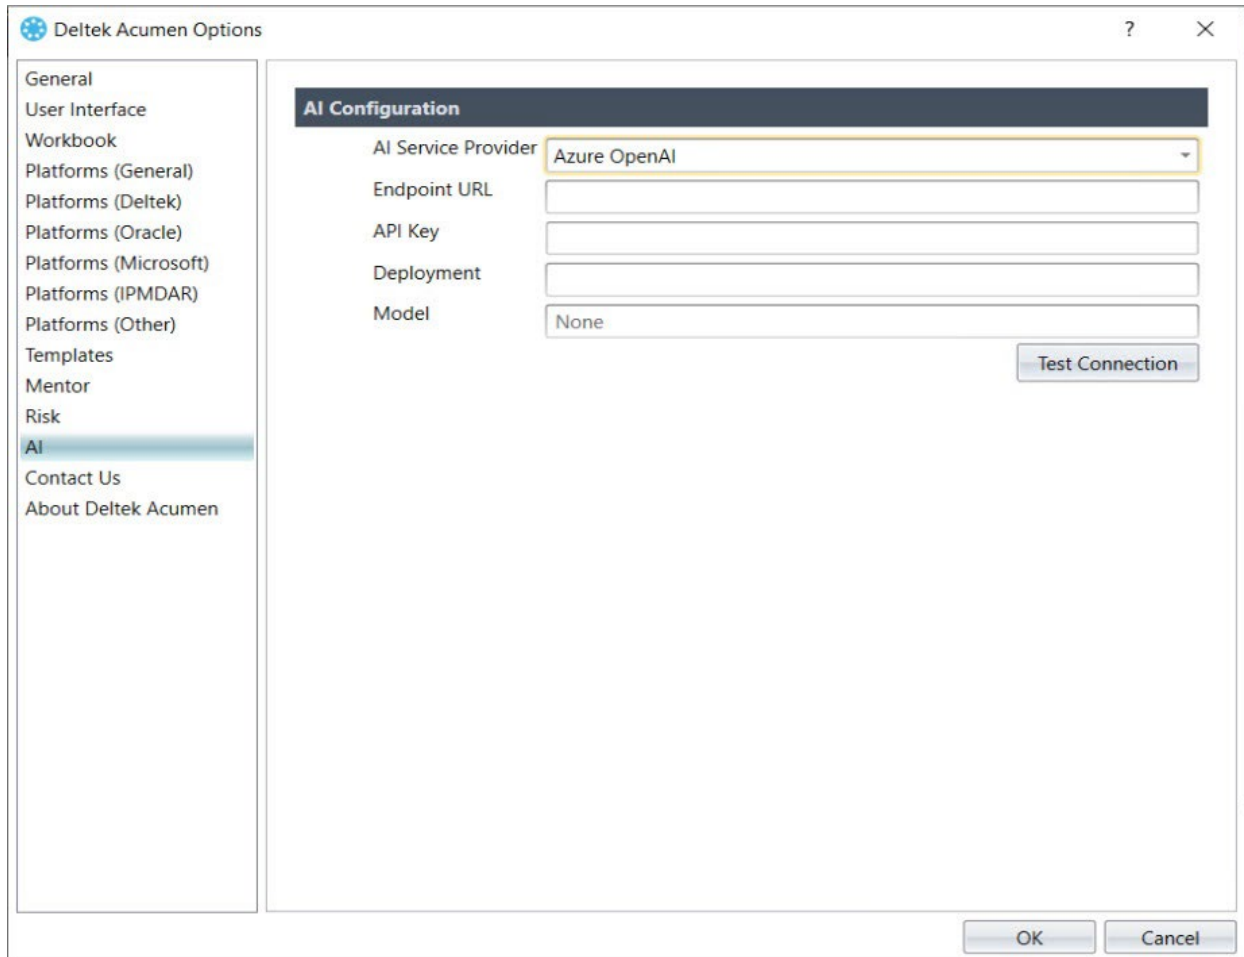 Deltek Acumen Options
?
General
User Interface
Workbook
Platforms (General)
Platforms (Deltek)
Platforms (Oracle)
Platforms (Microsoft)
Platforms (IPMDAR)
Platforms (Other)
Templates
Mentor
Risk
AI
Contact Us
About Deltek Acumen
AI Configuration
AI Service Provider Azure OpenAI
Endpoint URL
API Key
Deployment
Model None
Test Connection
OK Cancel